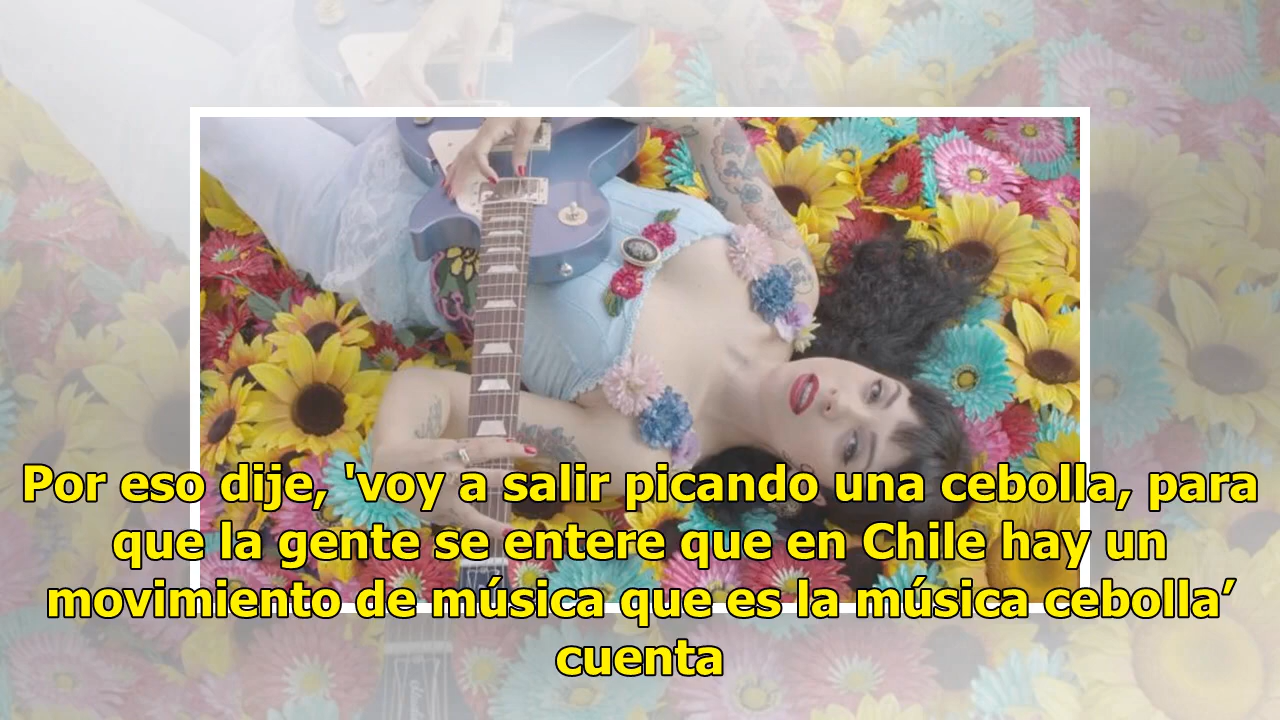 Por eso dije, 'voy a salir picando una cebolla, para
que la gente se entere que en Chile hay un
movimiento de música que es la música cebolla’
cuenta